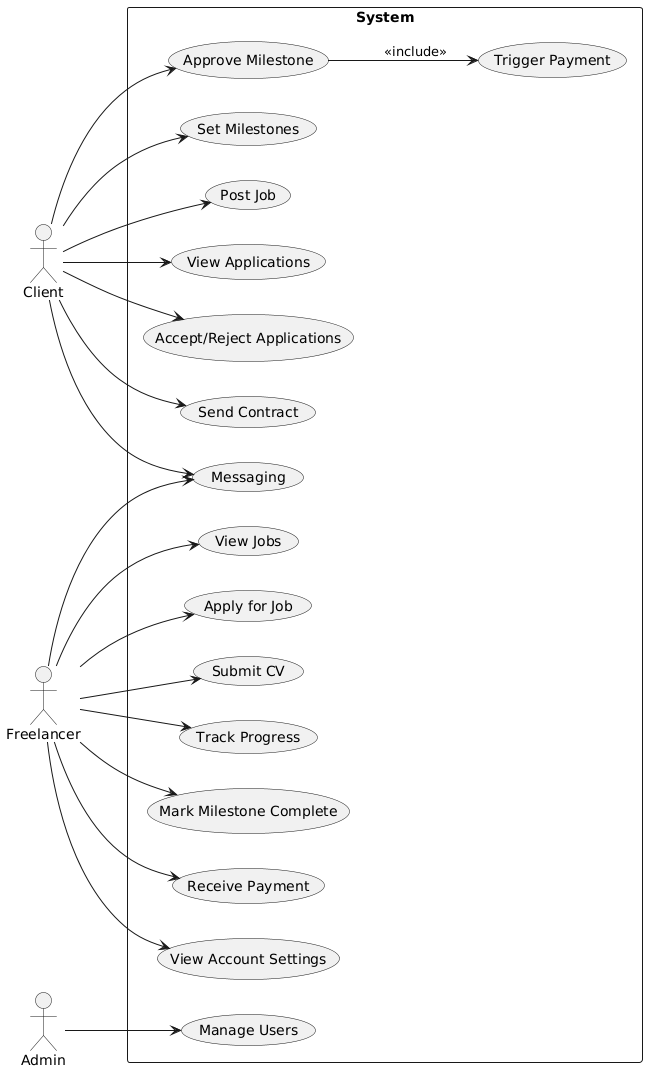 System
Approve Milestone
«include»
Trigger Payment
Set Milestones
Post Job
View Applications
Client
Accept/Reject Applications
Send Contract
Messaging
View Jobs
Apply for Job
Submit CV
Freelancer
Track Progress
Mark Milestone Complete
Receive Payment
View Account Settings
Manage Users
Admin